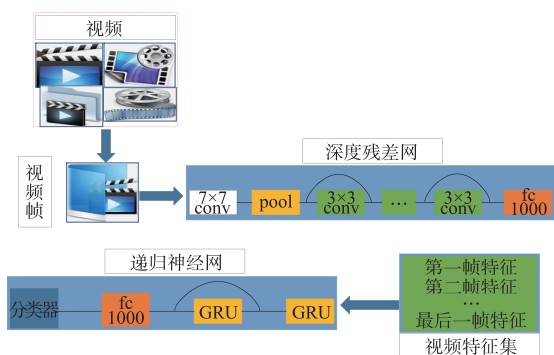 视频
视频帧
深度残差网
7×7
conv
pool
3×3
conv
…
3×3
conv
fc
1000
递归神经网
分类器
fc
1000
GRU
GRU
第一帧特征
第二帧特征
…
最后一帧特征
视频特征集